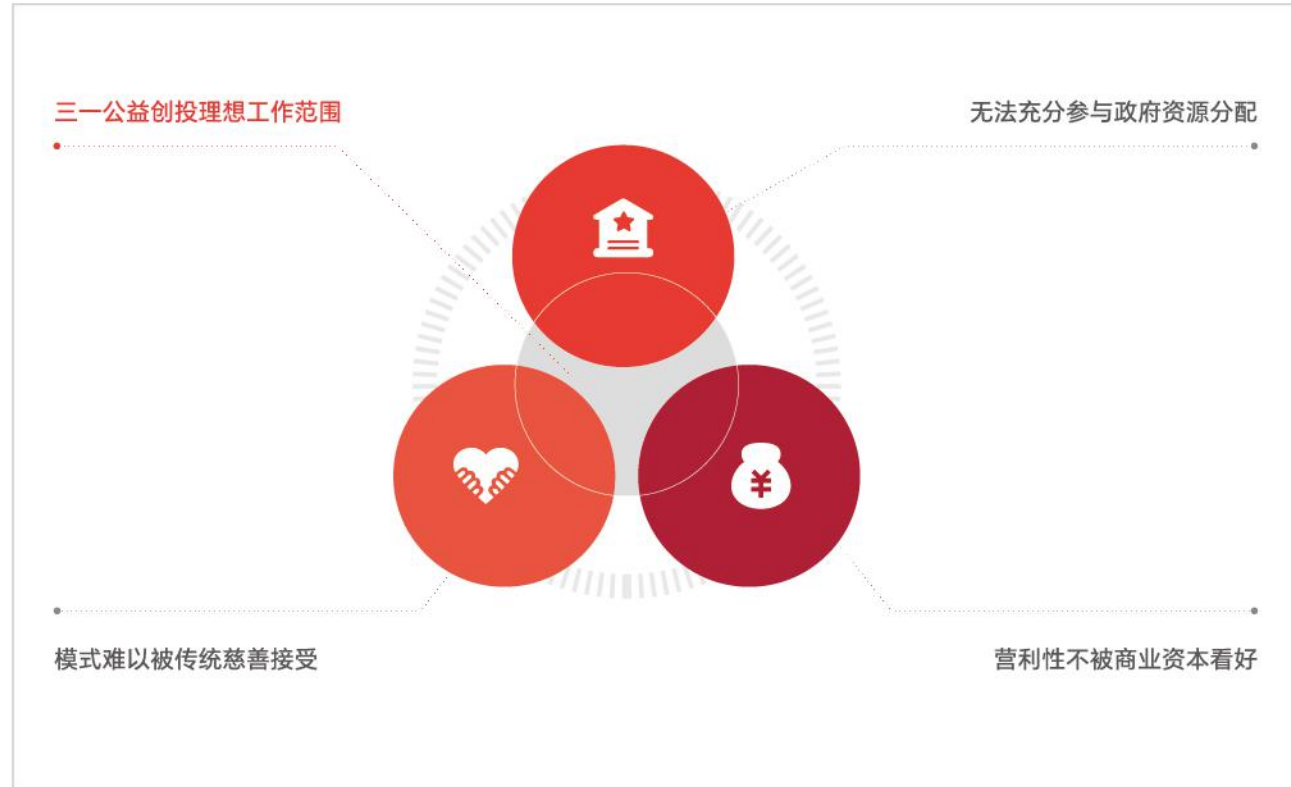 三一公益创投理想工作范围
无法充分参与政府资源分配
¥
模式难以被传统慈善接受
营利性不被商业资本看好